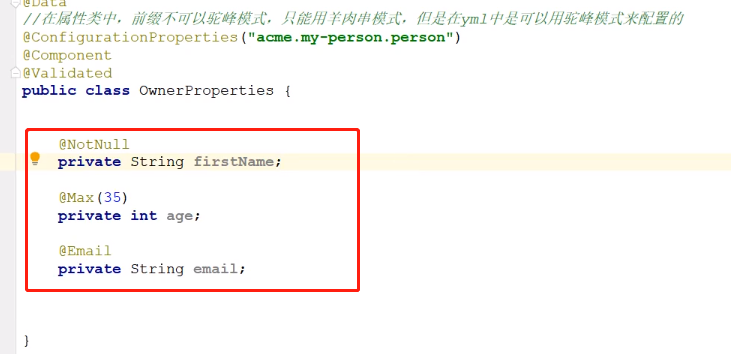 @Data
//在属性类中，前缀不可以驼峰模式，只能用羊肉串模式，但是在yml中是可以用驼峰模式来配置的
@ConfigurationProperties("acme.my-person.person")
@Component
@Validated
public class OwnerProperties {
@NotNull
private String firstName;
@Max(35)
private int age;
@Email
private String email;
}